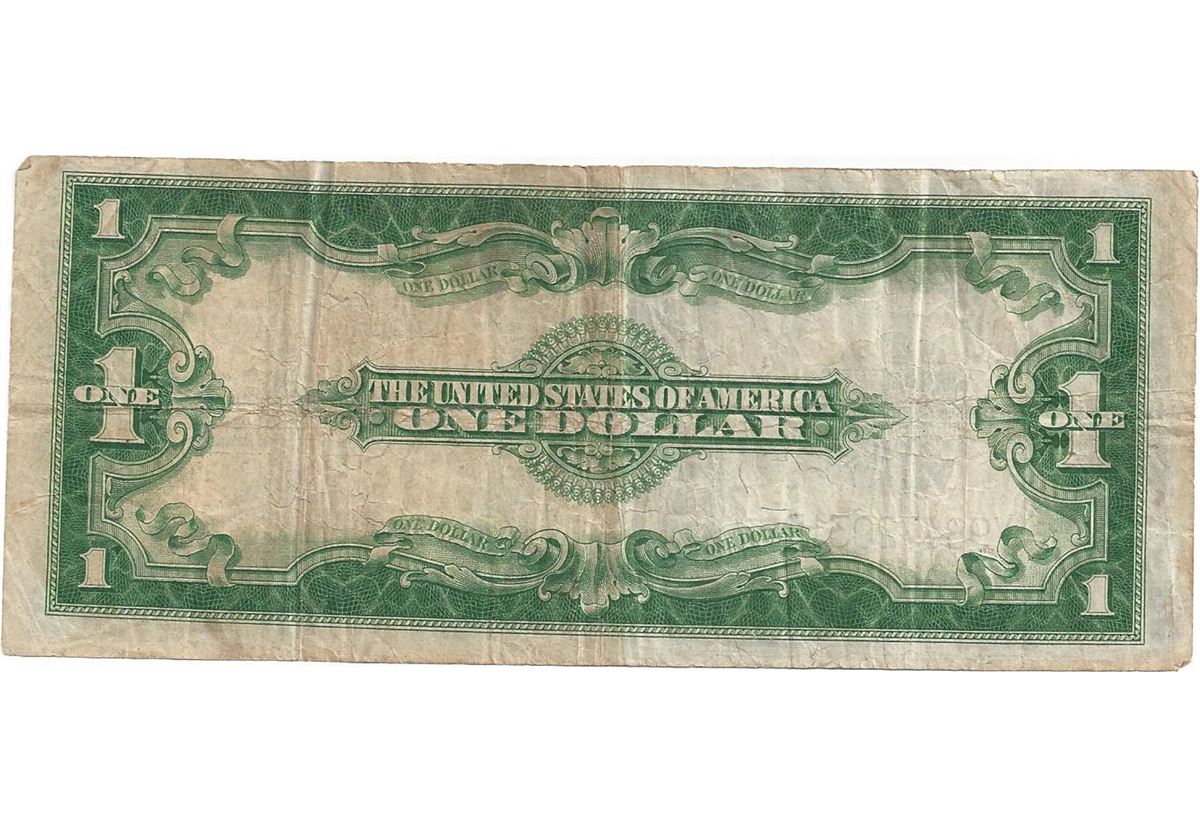 1 1
ONE DOLLAR ONE DOLLAR
THE UNITED STATES OF AMERICA
1 ONE 1 ONE
ONE DOLLAR
ONE DOLLAR ONE DOLLAR
1 1